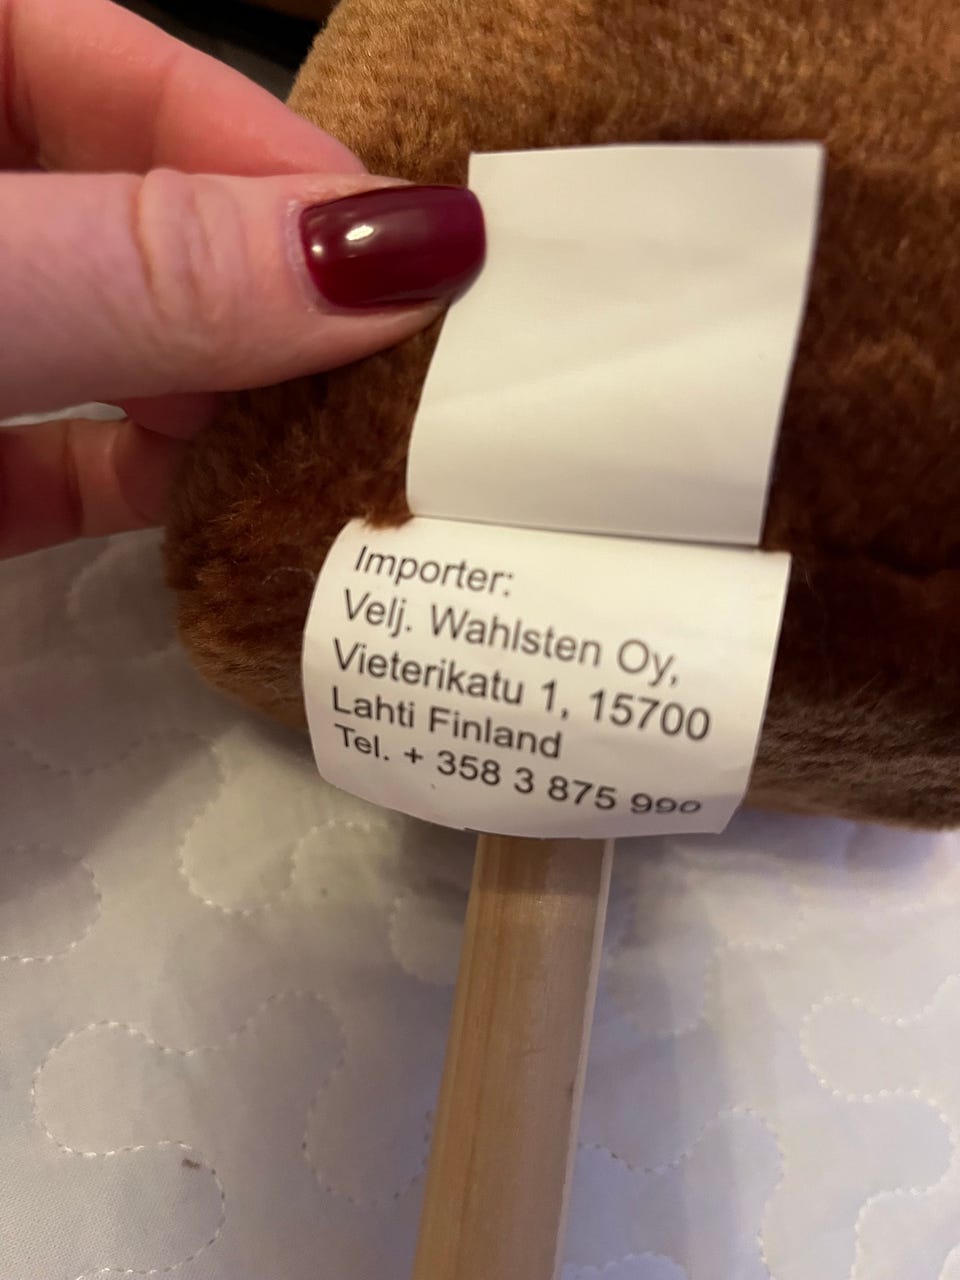 Importer:
Velj. Wahlsten Oy,
Vieterikatu 1, 15700
Lahti Finland
Tel. + 358 3 875 990